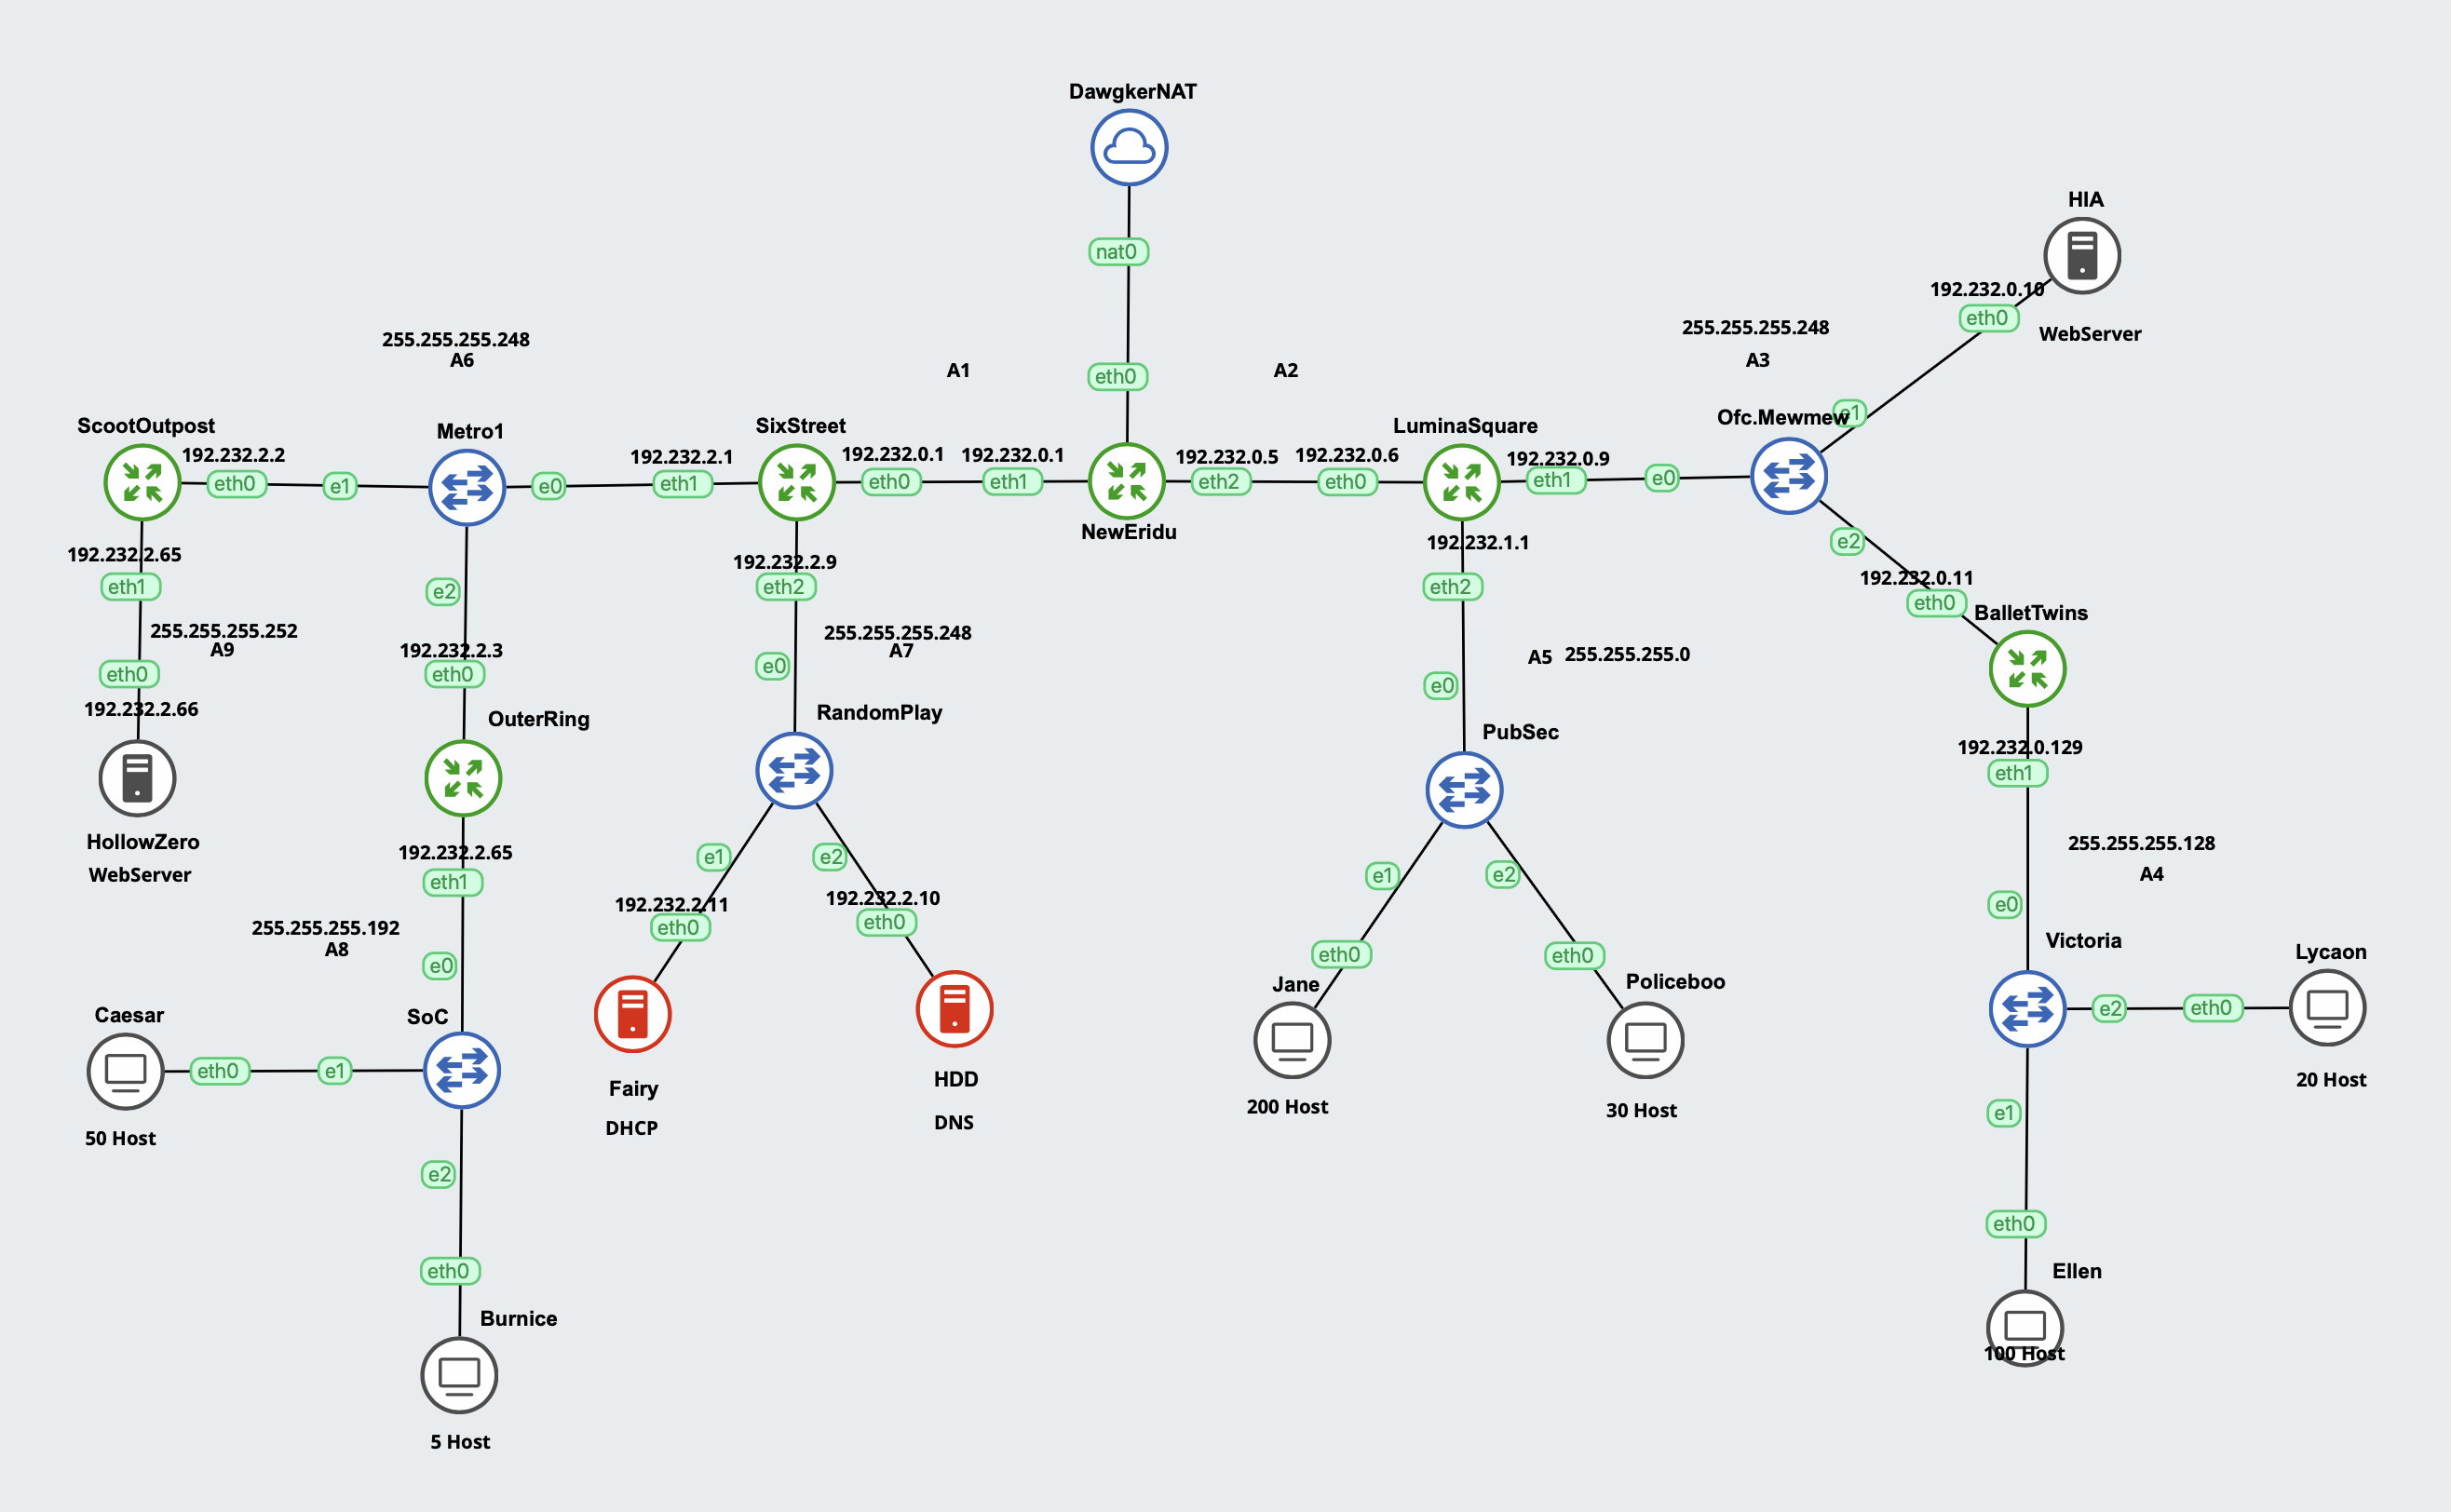 DawgkerNAT
nat0
eth0
HIA
192.232.0.10
eth0
WebServer
255.255.255.248
A6
A1
A2
255.255.255.248
A3
e1
ScootOutpost
192.232.2.2
eth0
e1
Metro1
e0
192.232.2.1
eth1
SixStreet
192.232.0.1
eth0
192.232.0.1
eth1
NewEridu
192.232.0.5
eth2
192.232.0.6
eth0
LuminaSquare
192.232.0.9
eth1
e0
Ofc.Mewmew
e2
192.232.0.11
eth0
BalletTwins
192.232.2.65
eth1
255.255.255.252
A9
eth0
192.232.2.66
HollowZero
WebServer
e2
192.232.2.3
eth0
OuterRing
192.232.2.65
eth1
255.255.255.192
A8
e0
SoC
Caesar
eth0
e1
50 Host
e2
eth0
Burnice
5 Host
192.232.2.9
eth2
255.255.255.248
A7
e0
RandomPlay
e1
e2
192.232.2.11
eth0
192.232.2.10
eth0
Fairy
DHCP
HDD
DNS
192.232.1.1
eth2
A5
255.255.255.0
e0
PubSec
e1
e2
eth0
eth0
Jane
200 Host
Policeboo
30 Host
192.232.0.129
eth1
255.255.255.128
A4
e0
Victoria
e2
eth0
Lycaon
20 Host
e1
eth0
Ellen
100 Host